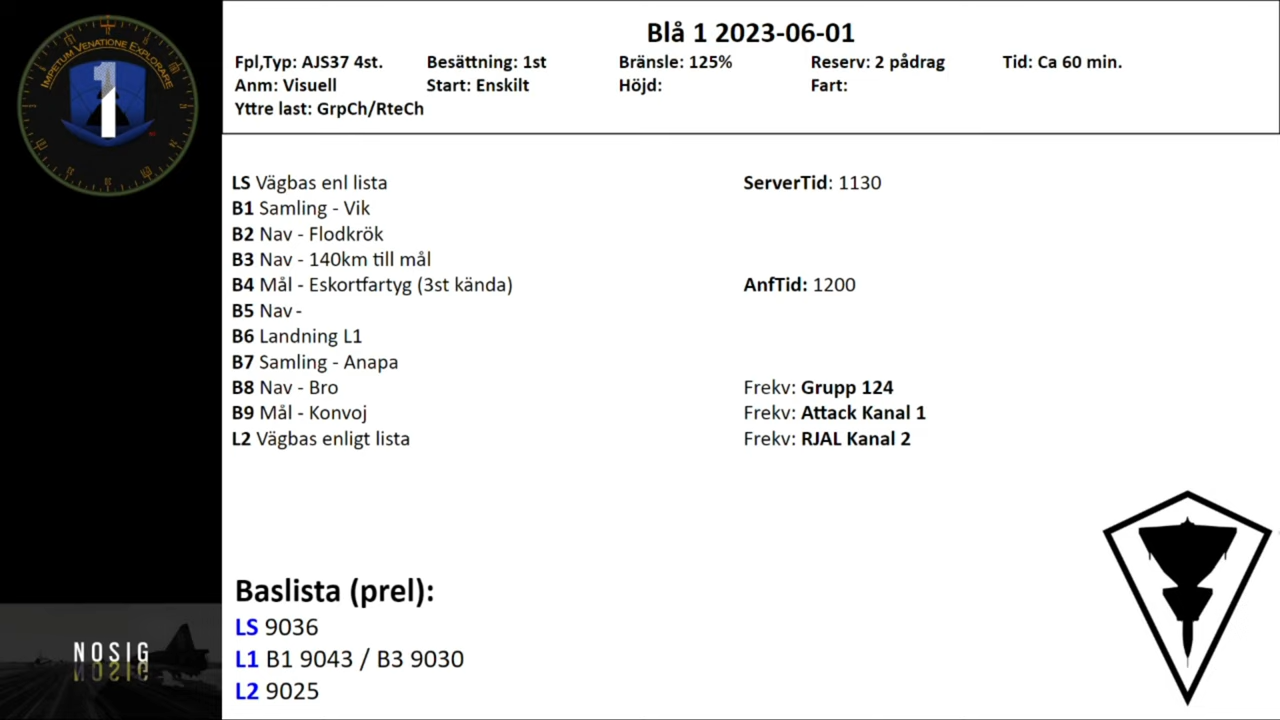 IMPETUM VENATIONE EXPLORARE
1
Blå 1 2023-06-01
Fpl,Typ: AJS37 4st. Besättning: 1st Bränsle: 125% Reserv: 2 pådrag Tid: Ca 60 min.
Anm: Visuell Start: Enskilt Höjd: Fart:
Yttre last: GrpCh/RteCh
LS Vägbas enl lista ServerTid: 1130
B1 Samling - Vik
B2 Nav - Flodkrök
B3 Nav - 140km till mål
B4 Mål - Eskortfartyg (3st kända) AnfTid: 1200
B5 Nav -
B6 Landning L1
B7 Samling - Anapa
B8 Nav - Bro Frekv: Grupp 124
B9 Mål - Konvoj Frekv: Attack Kanal 1
L2 Vägbas enligt lista Frekv: RJAL Kanal 2
Baslista (prel):
LS 9036
L1 B1 9043 / B3 9030
L2 9025
NOSIG